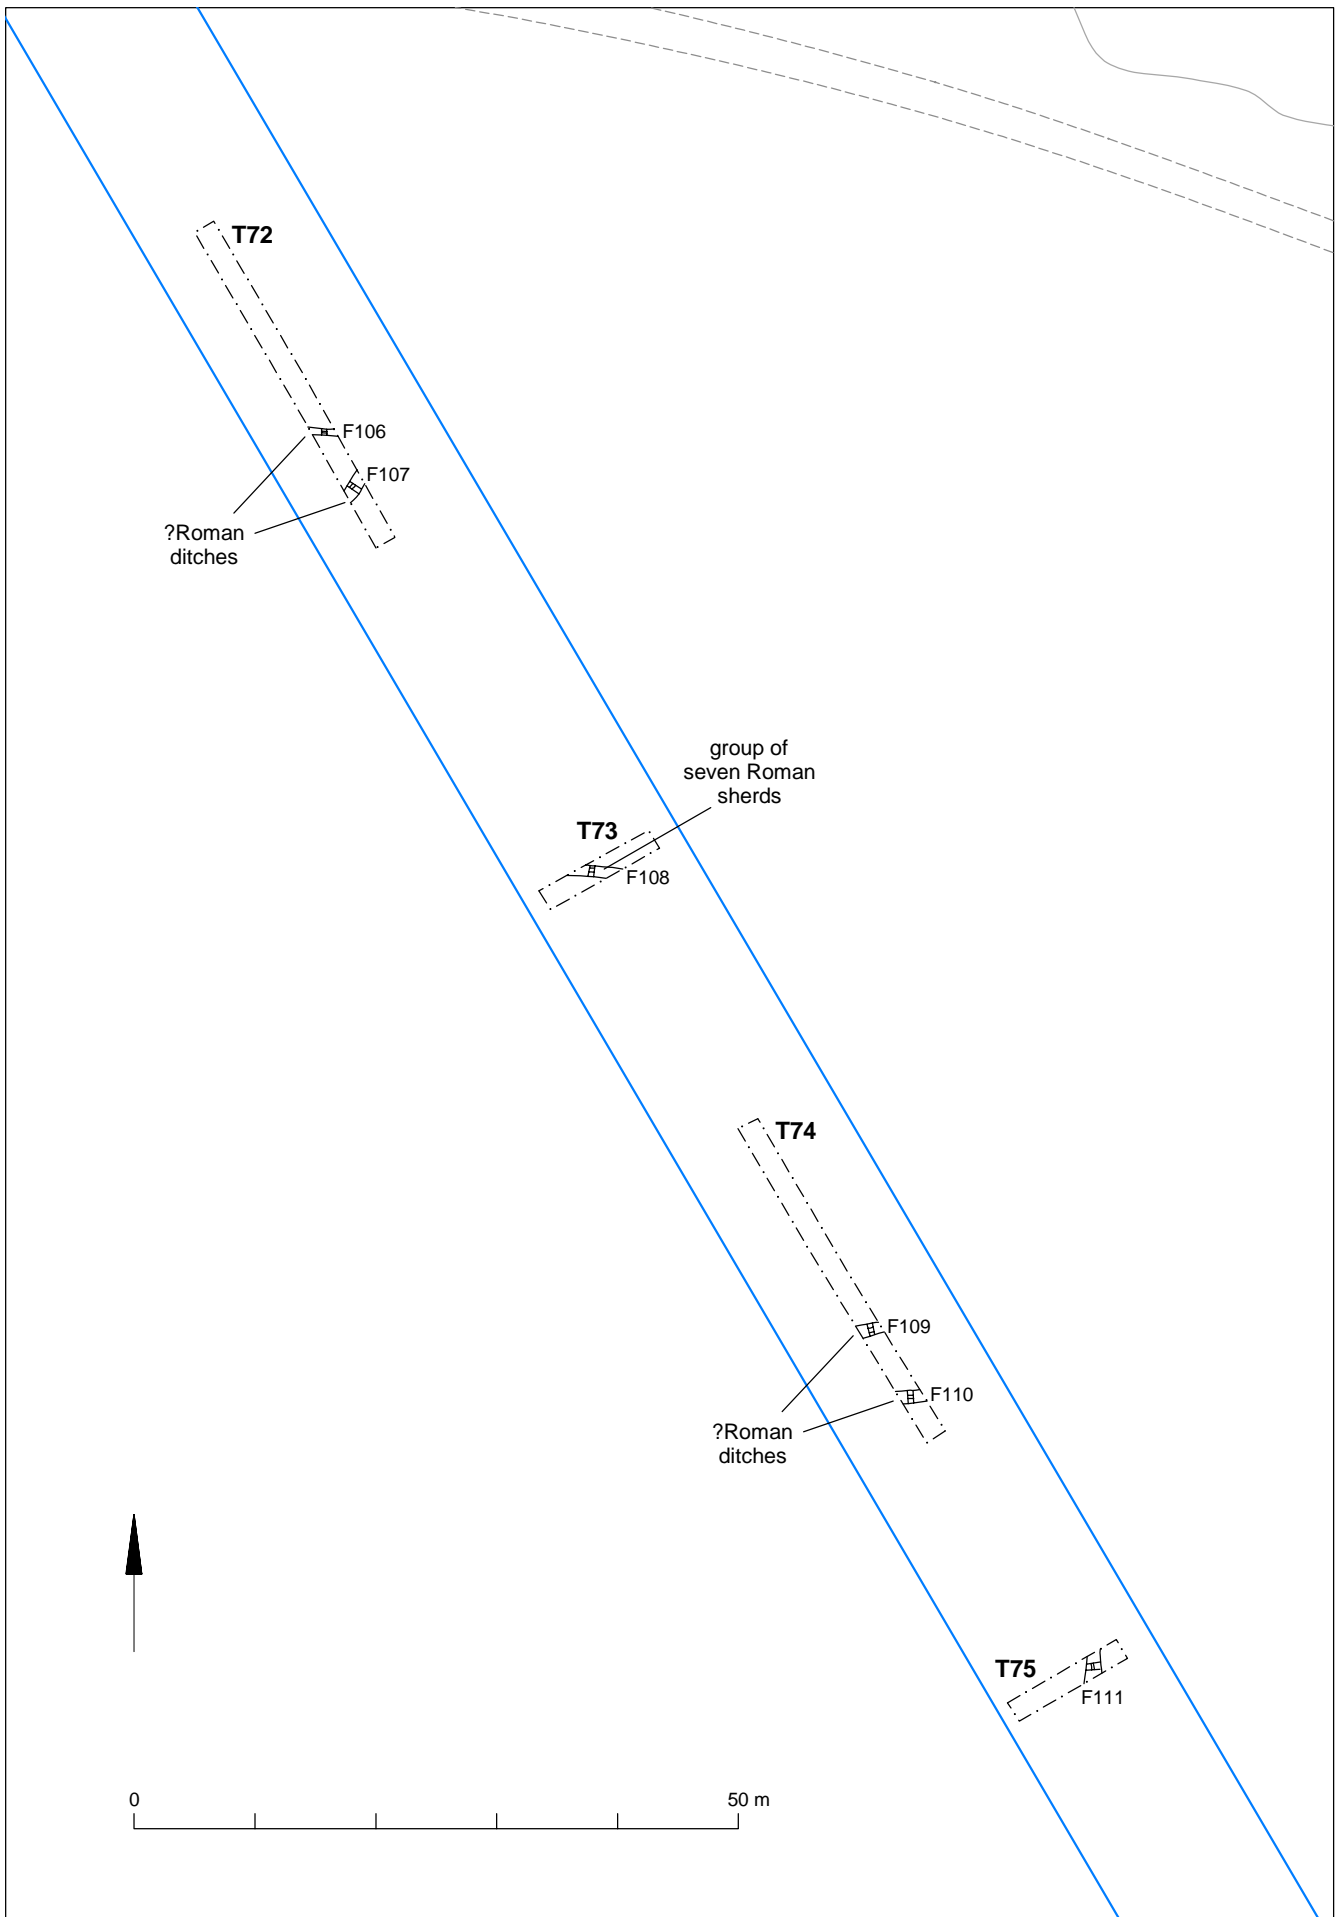 T72
F106
F107
?Roman
ditches
group of
seven Roman
sherds
T73
F108
T74
F109
F110
?Roman
ditches
T75
F111
0
50 m